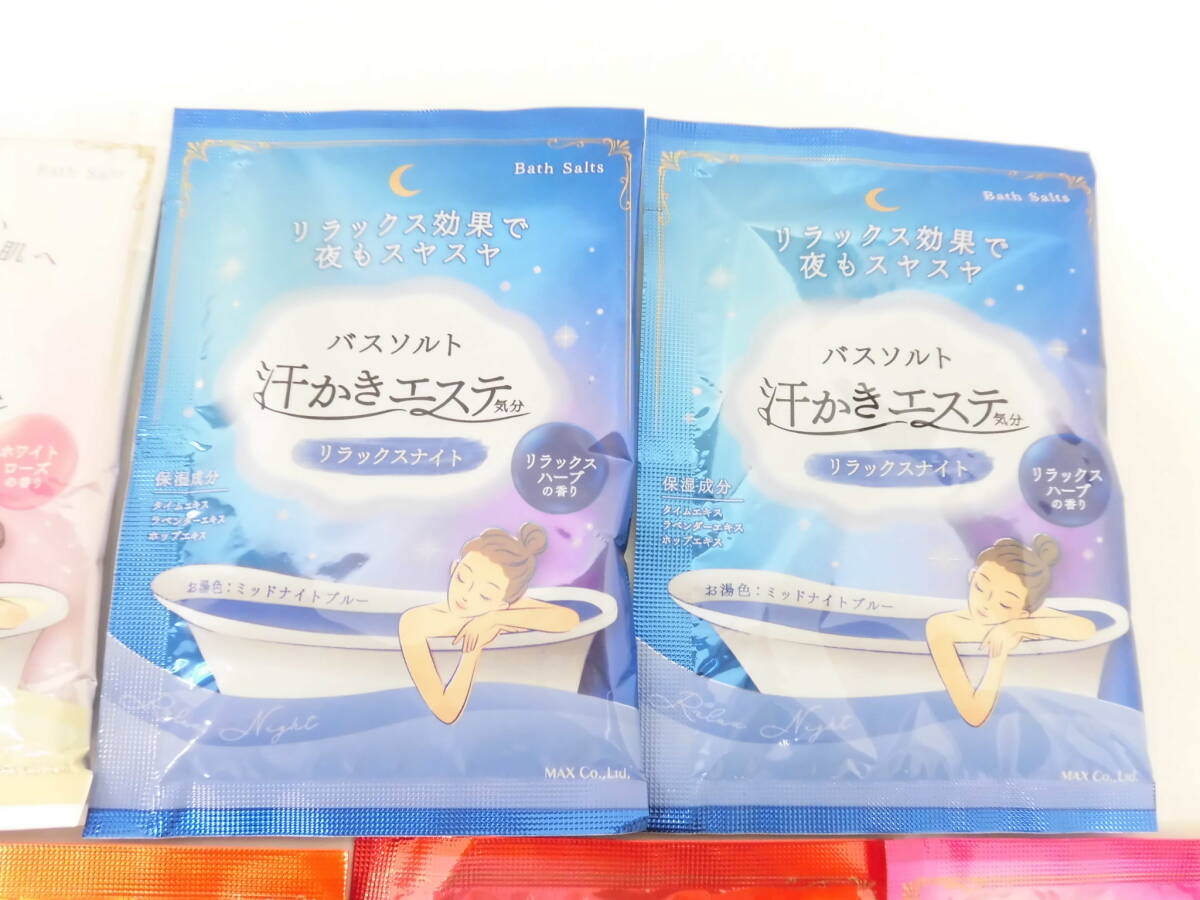 Bath Salts
肌へ
ホワイト
ローズ
の香り
Bath Salts
リラックス効果で
夜もスヤスヤ
バスソルト
汗かきエステ気分
リラックスナイト
リラックス
ハーブ
の香り
保湿成分
タイムエキス
ラベンダーエキス
ホップエキス
お湯色：ミッドナイトブルー
Relax Night
MAX Co.,Ltd.
Bath Salts
リラックス効果で
夜もスヤスヤ
バスソルト
汗かきエステ気分
リラックスナイト
リラックス
ハーブ
の香り
保湿成分
タイムエキス
ラベンダーエキス
ホップエキス
お湯色：ミッドナイトブルー
Relax Night
MAX Co.,Ltd.